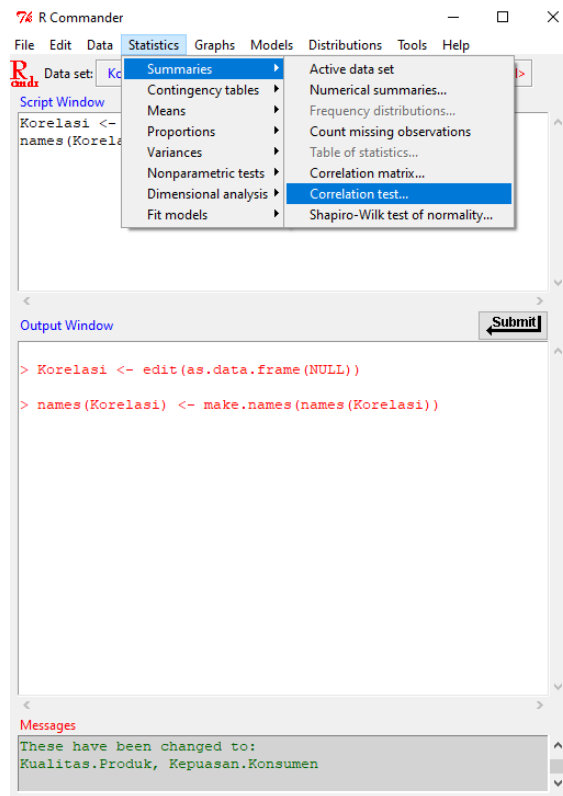 R Commander
File Edit Data Statistics Graphs Models Distributions Tools Help
R cmdr Data set: Ko
Summaries
Contingency tables
Means
Proportions
Variances
Nonparametric tests
Dimensional analysis
Fit models
Active data set
Numerical summaries...
Frequency distributions...
Count missing observations
Table of statistics...
Correlation matrix...
Correlation test...
Shapiro-Wilk test of normality...
Script Window
Korelasi <-
names(Korela
Output Window
Submit
> Korelasi <- edit(as.data.frame(NULL))
> names(Korelasi) <- make.names(names(Korelasi))
Messages
These have been changed to:
Kualitas.Produk, Kepuasan.Konsumen